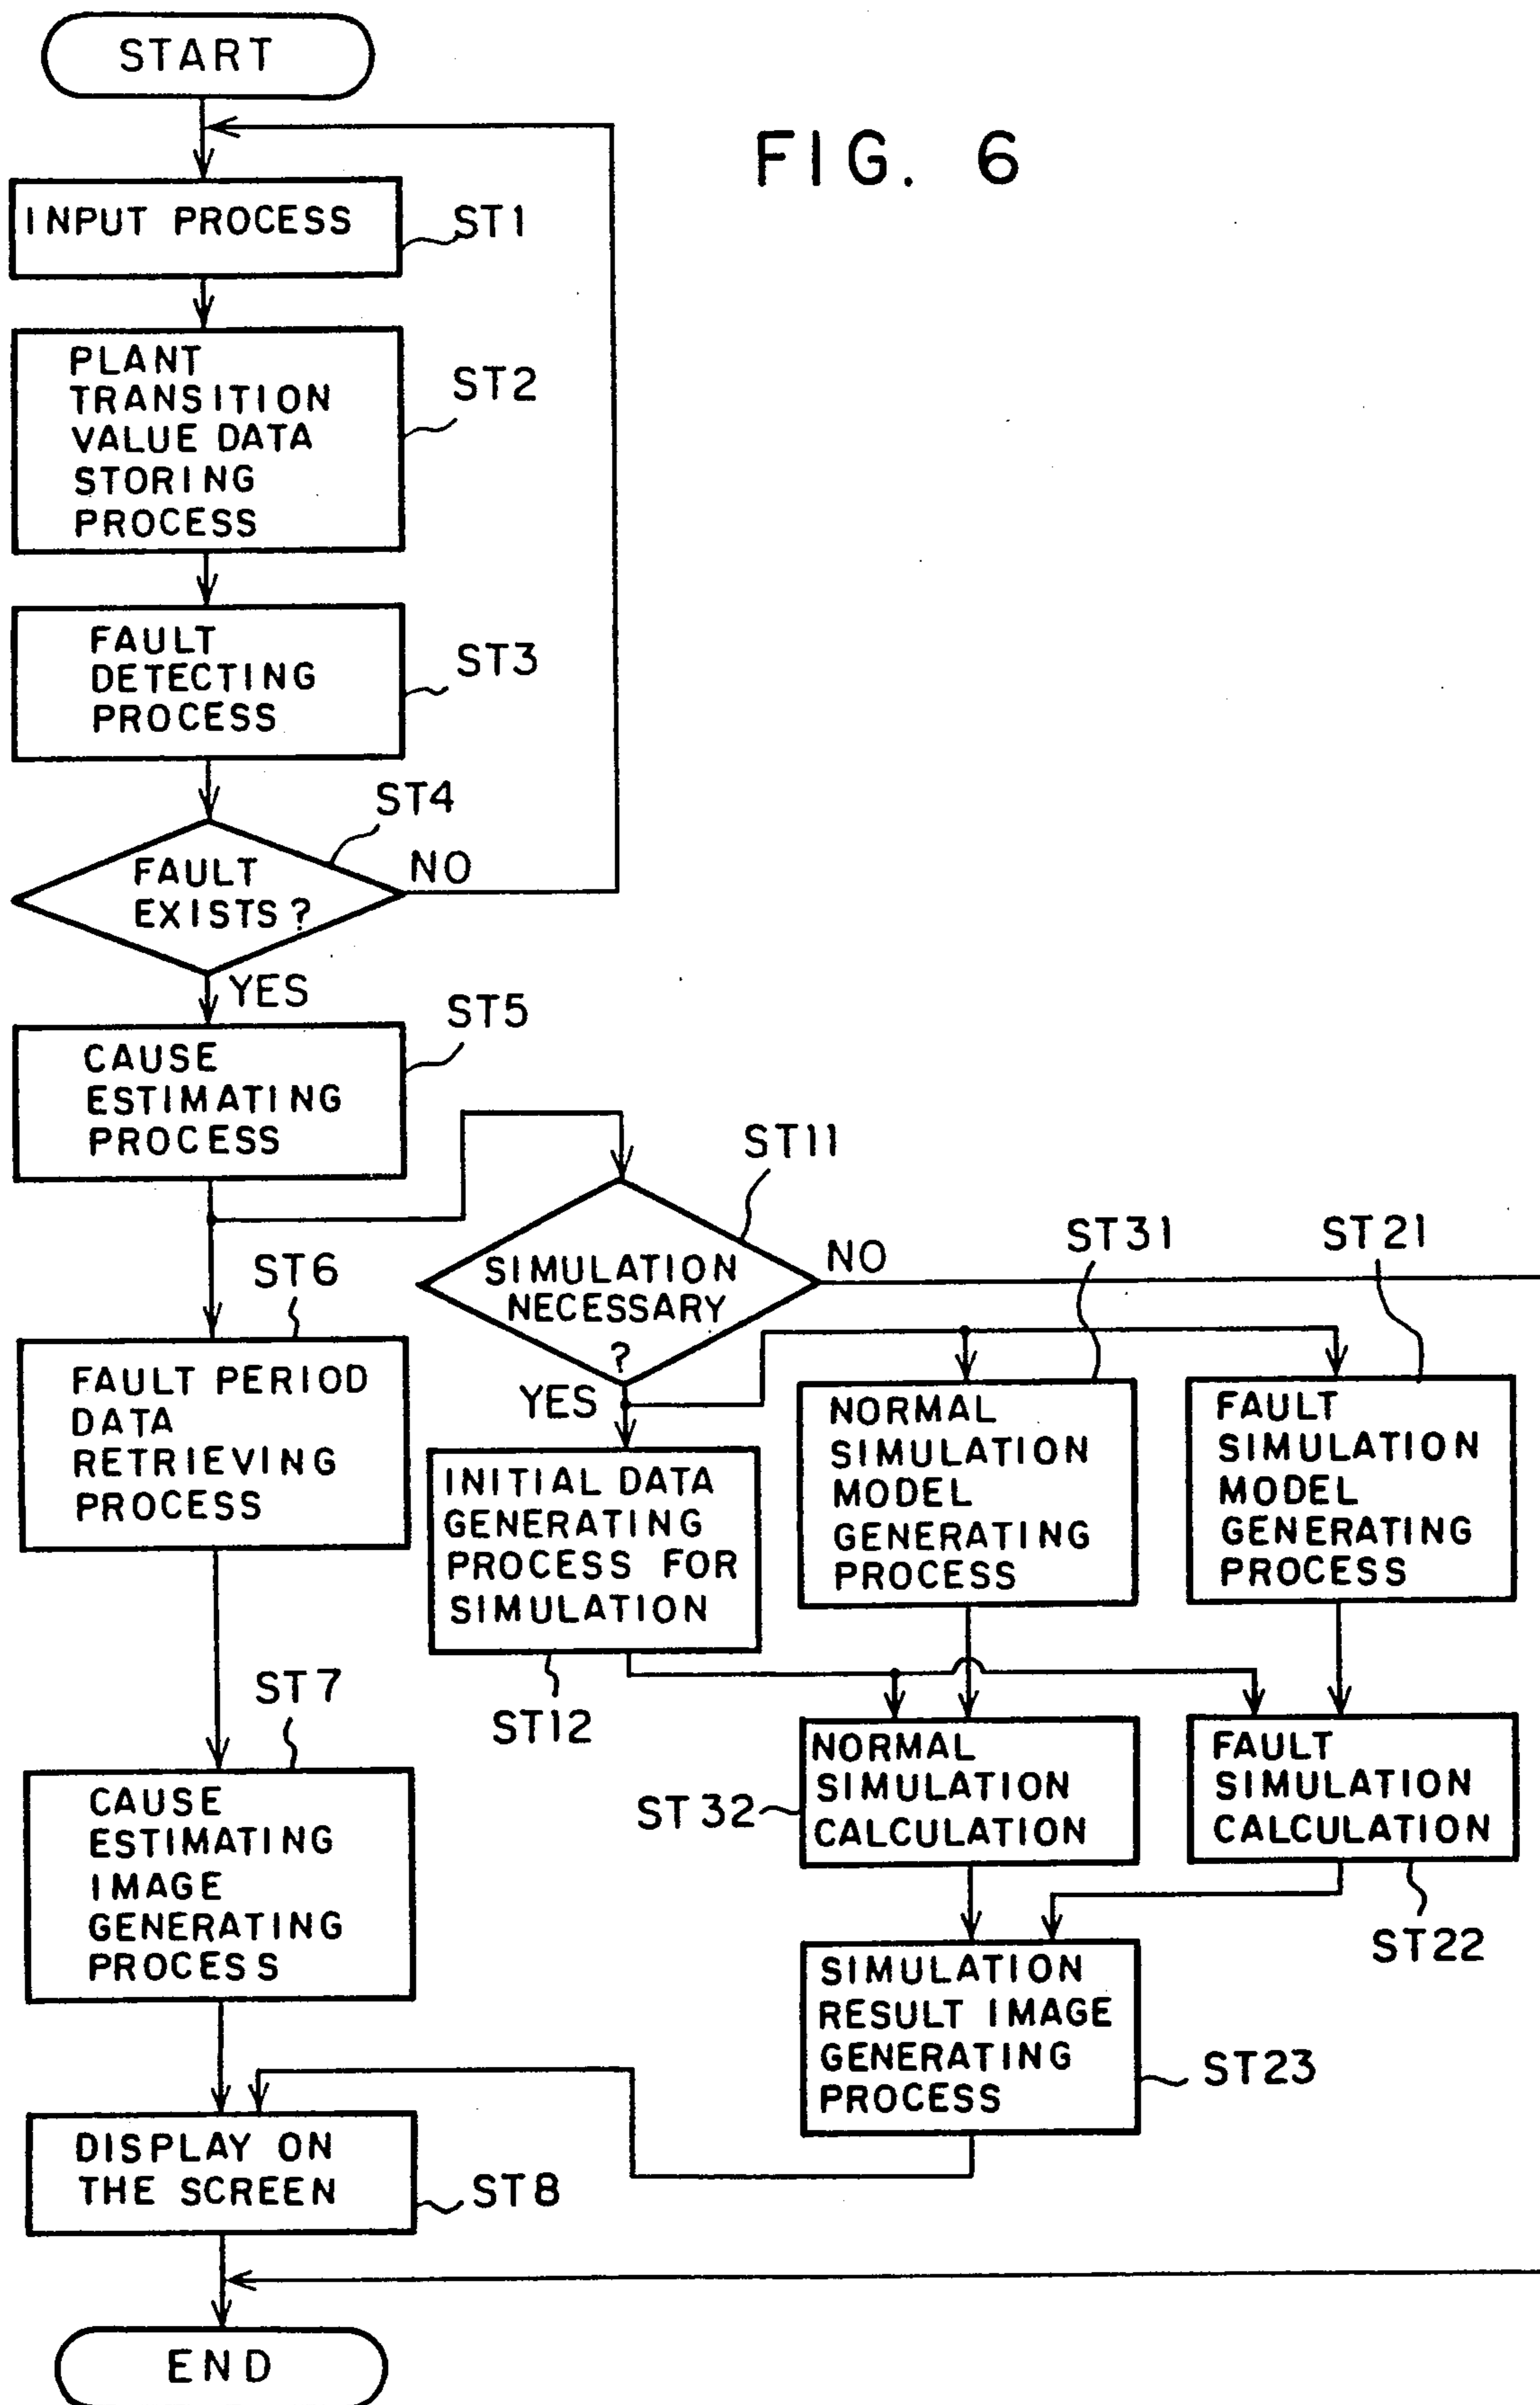 START
FIG. 6
INPUT PROCESS
ST1
PLANT
TRANSITION
VALUE DATA
STORING
PROCESS
ST2
FAULT
DETECTING
PROCESS
ST3
ST4
FAULT
EXISTS?
NO
YES
CAUSE
ESTIMATING
PROCESS
ST5
ST11
SIMULATION
NECESSARY
?
NO
YES
ST6
FAULT PERIOD
DATA
RETRIEVING
PROCESS
INITIAL DATA
GENERATING
PROCESS FOR
SIMULATION
ST12
ST31
NORMAL
SIMULATION
MODEL
GENERATING
PROCESS
ST21
FAULT
SIMULATION
MODEL
GENERATING
PROCESS
ST7
CAUSE
ESTIMATING
IMAGE
GENERATING
PROCESS
ST32
NORMAL
SIMULATION
CALCULATION
FAULT
SIMULATION
CALCULATION
ST22
SIMULATION
RESULT IMAGE
GENERATING
PROCESS
ST23
DISPLAY ON
THE SCREEN
ST8
END